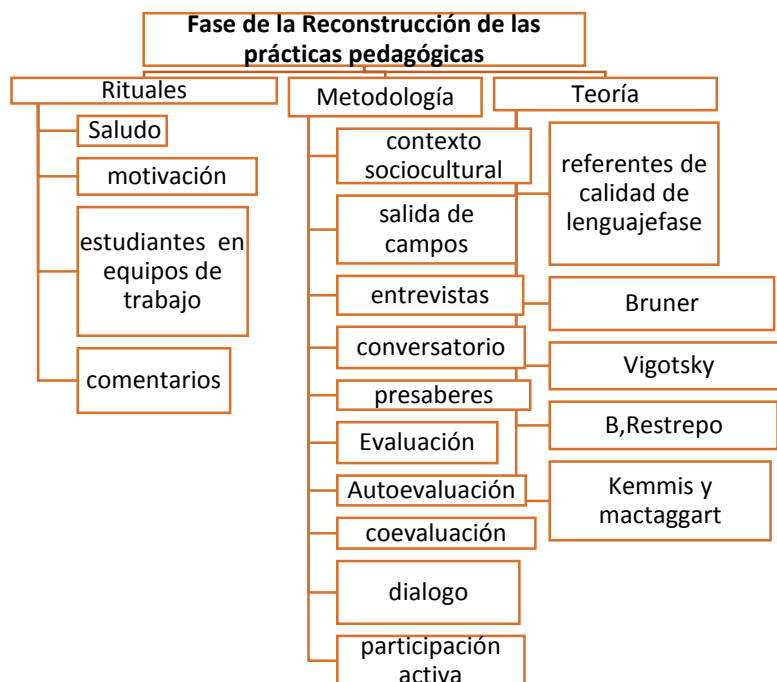 Fase de la Reconstrucción de las
prácticas pedagógicas
Rituales
Saludo
motivación
estudiantes en
equipos de
trabajo
comentarios
Metodología
contexto
sociocultural
salida de
campos
entrevistas
conversatorio
presaberes
Evaluación
Autoevaluación
coevaluación
dialogo
participación
activa
Teoría
referentes de
calidad de
lenguajefase
Bruner
Vigotsky
B,Restrepo
Kemmis y
mactaggart